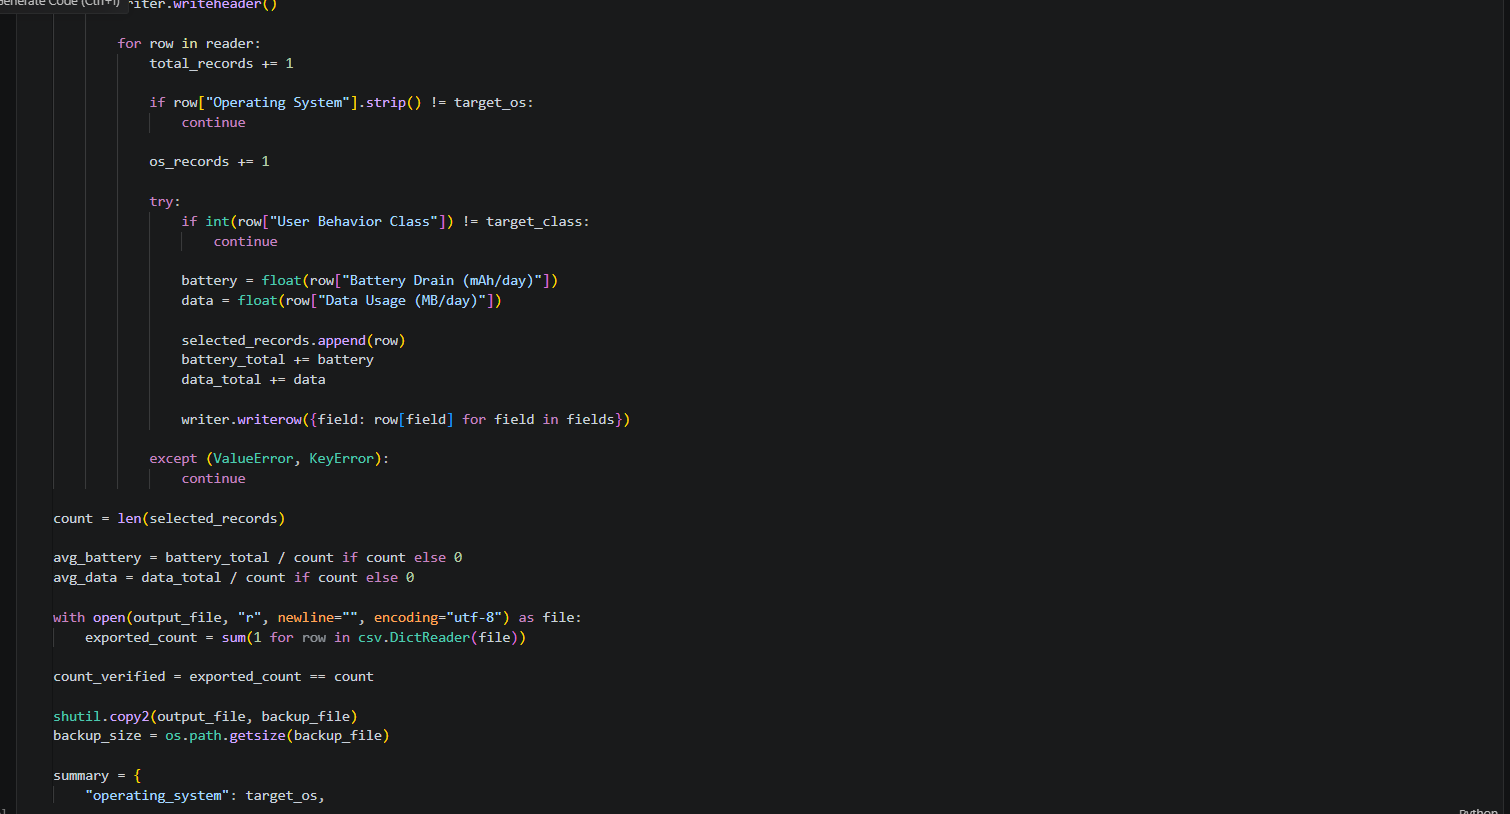 Generate Code (Ctrl+I)
riter.writeheader()
for row in reader:
total_records += 1
if row["Operating System"].strip() != target_os:
continue
os_records += 1
try:
if int(row["User Behavior Class"]) != target_class:
continue
battery = float(row["Battery Drain (mAh/day)"])
data = float(row["Data Usage (MB/day)"])
selected_records.append(row)
battery_total += battery
data_total += data
writer.writerow({field: row[field] for field in fields})
except (ValueError, KeyError):
continue
count = len(selected_records)
avg_battery = battery_total / count if count else 0
avg_data = data_total / count if count else 0
with open(output_file, "r", newline="", encoding="utf-8") as file:
exported_count = sum(1 for row in csv.DictReader(file))
count_verified = exported_count == count
shutil.copy2(output_file, backup_file)
backup_size = os.path.getsize(backup_file)
summary = {
"operating_system": target_os,
Python